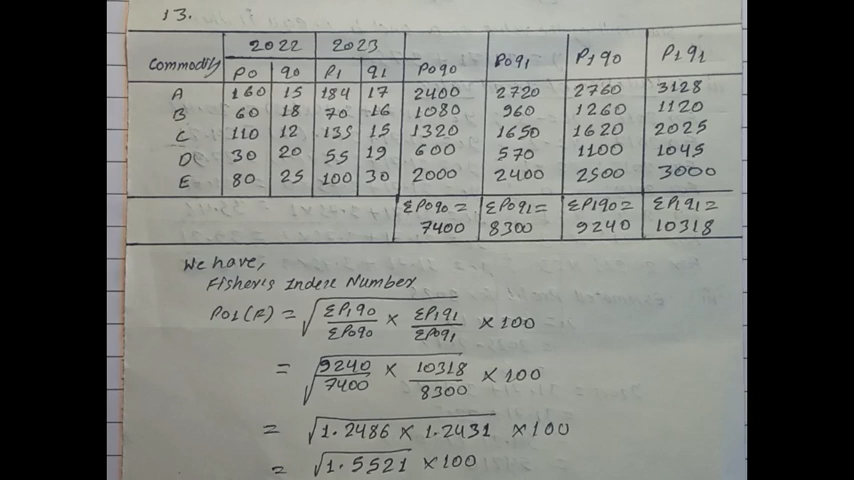 13.
Commodity 2022 2023 P0q0 P0q1 P1q0 P1q1
P0 q0 P1 q1
A 160 15 184 17 2400 2720 2760 3128
B 60 18 70 16 1080 960 1260 1120
C 110 12 135 15 1320 1650 1620 2025
D 30 20 55 19 600 570 1100 1045
E 80 25 100 30 2000 2400 2500 3000
ΣP0q0= ΣP0q1= ΣP1q0= ΣP1q1=
7400 8300 9240 10318
We have,
Fisher's Index Number
P01(F) = √(ΣP1q0/ΣP0q0 × ΣP1q1/ΣP0q1) × 100
= √(9240/7400 × 10318/8300) × 100
= √(1.2486 × 1.2431) × 100
= √1.5521 × 100